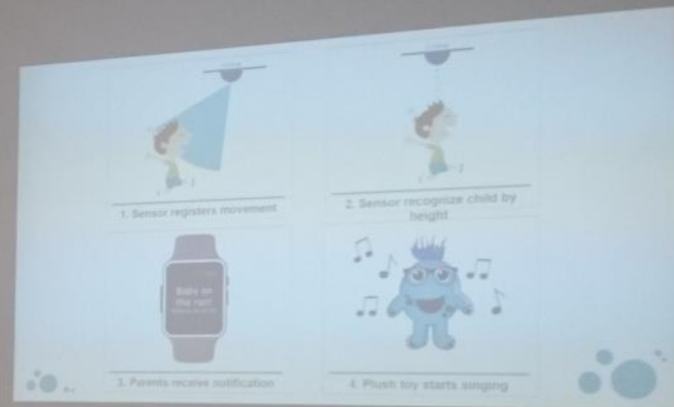 1. Sensor registers movement
2. Sensor recognize child by
height
Baby on
the run!
3. Parents receive notification
4. Plush toy starts singing